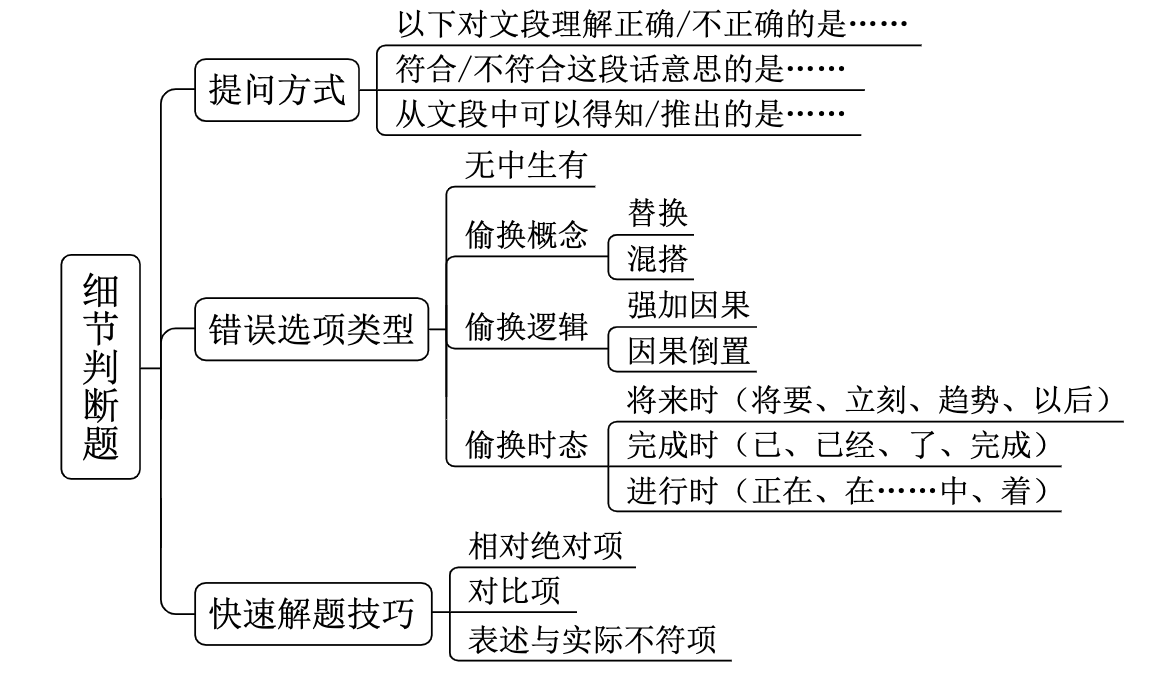 细节判断题
提问方式
以下对文段理解正确/不正确的是……
符合/不符合这段话意思的是……
从文段中可以得知/推出的是……
错误选项类型
无中生有
偷换概念
替换
混搭
偷换逻辑
强加因果
因果倒置
偷换时态
将来时（将要、立刻、趋势、以后）
完成时（已、已经、了、完成）
进行时（正在、在……中、着）
快速解题技巧
相对绝对项
对比项
表述与实际不符项